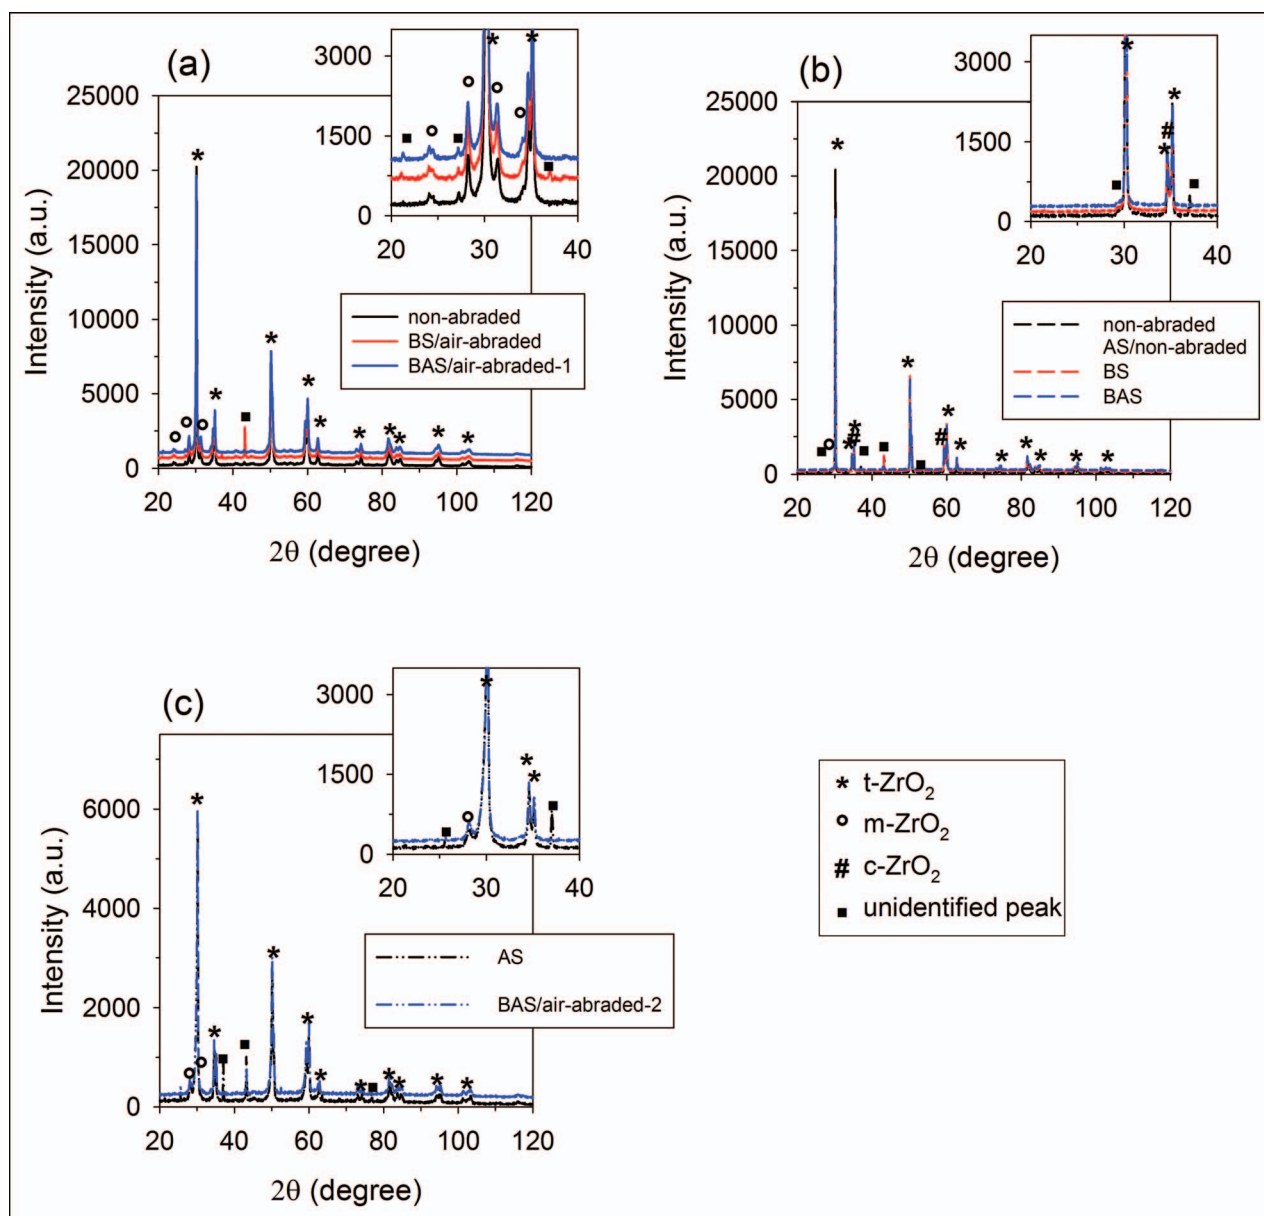 (a)
25000
20000
15000
10000
5000
0
Intensity (a.u.)
20 40 60 80 100 120
2θ (degree)
3000
1500
0
20 30 40
non-abraded
BS/air-abraded
BAS/air-abraded-1
(b)
25000
20000
15000
10000
5000
0
Intensity (a.u.)
20 40 60 80 100 120
2θ (degree)
3000
1500
0
20 30 40
non-abraded
AS/non-abraded
BS
BAS
(c)
6000
4000
2000
0
Intensity (a.u.)
20 40 60 80 100 120
2θ (degree)
3000
1500
0
20 30 40
AS
BAS/air-abraded-2
* t-ZrO₂
o m-ZrO₂
# c-ZrO₂
■ unidentified peak